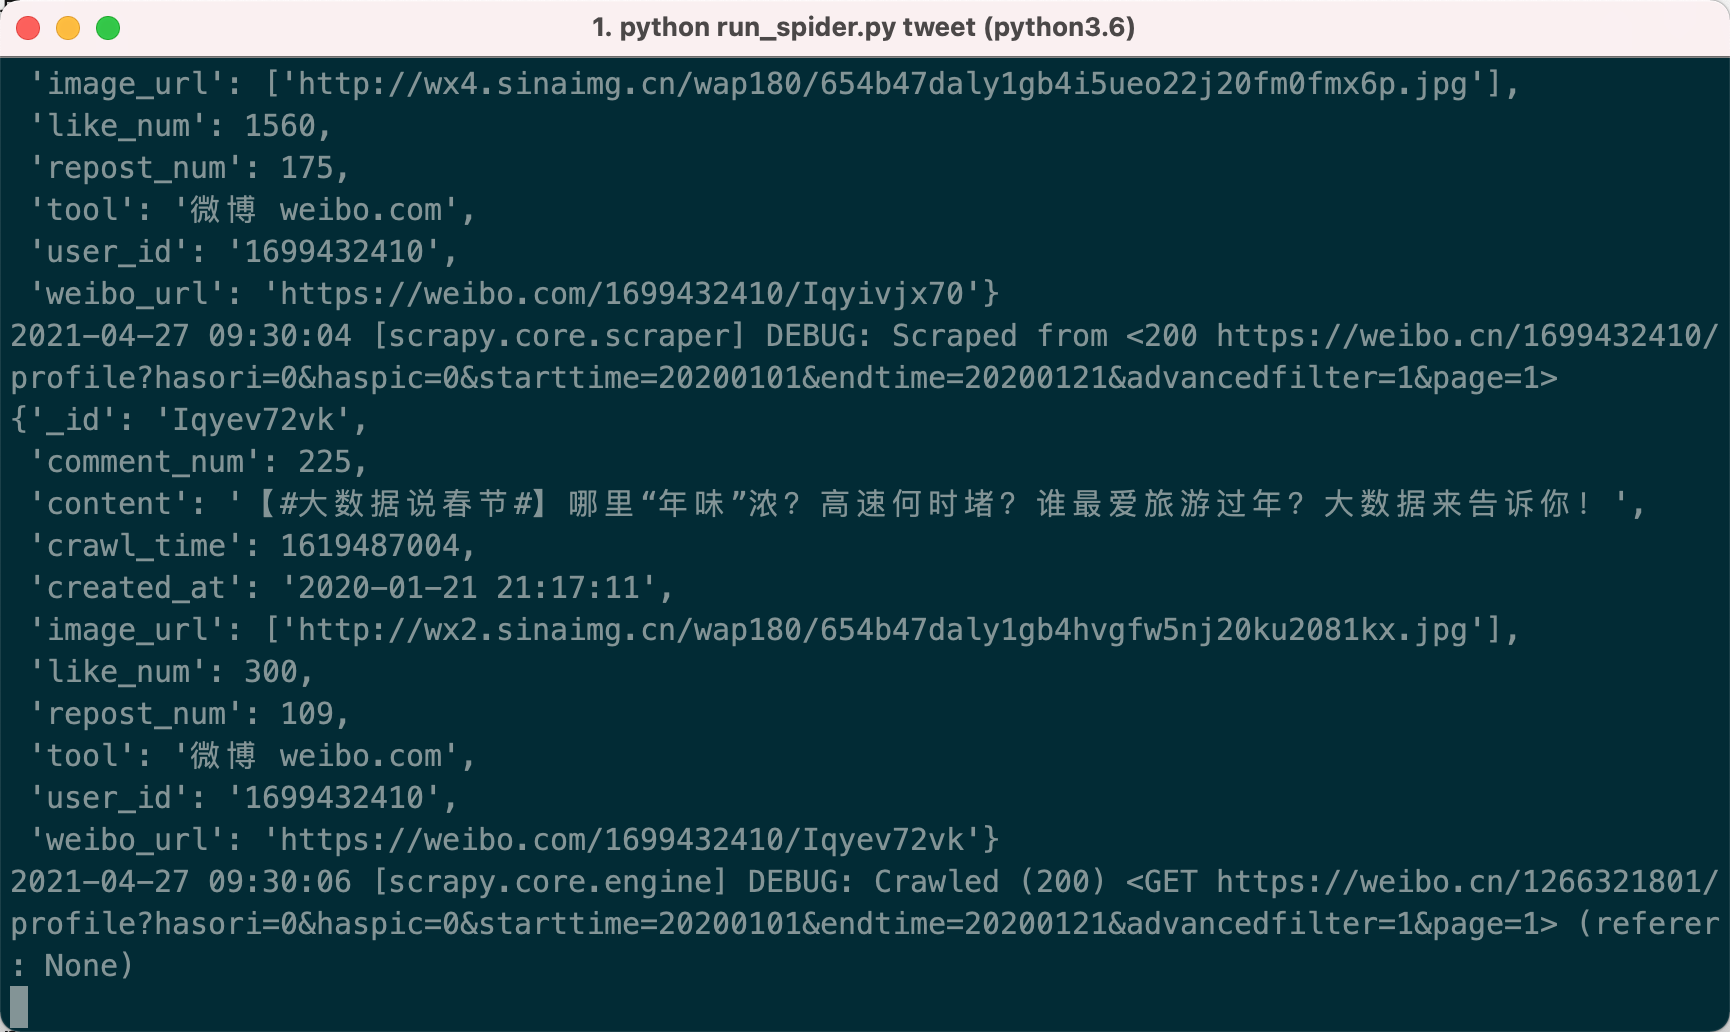 1. python run_spider.py tweet (python3.6)
'image_url': ['http://wx4.sinaimg.cn/wap180/654b47daly1gb4i5ueo22j20fm0fmx6p.jpg'],
'like_num': 1560,
'repost_num': 175,
'tool': '微博 weibo.com',
'user_id': '1699432410',
'weibo_url': 'https://weibo.com/1699432410/Iqyivjx70'}
2021-04-27 09:30:04 [scrapy.core.scraper] DEBUG: Scraped from <200 https://weibo.cn/1699432410/
profile?hasori=0&haspic=0&starttime=20200101&endtime=20200121&advancedfilter=1&page=1>
{'_id': 'Iqyev72vk',
'comment_num': 225,
'content': '【#大数据说春节#】哪里“年味”浓？高速何时堵？谁最爱旅游过年？大数据来告诉你！ ',
'crawl_time': 1619487004,
'created_at': '2020-01-21 21:17:11',
'image_url': ['http://wx2.sinaimg.cn/wap180/654b47daly1gb4hvgfw5nj20ku2081kx.jpg'],
'like_num': 300,
'repost_num': 109,
'tool': '微博 weibo.com',
'user_id': '1699432410',
'weibo_url': 'https://weibo.com/1699432410/Iqyev72vk'}
2021-04-27 09:30:06 [scrapy.core.engine] DEBUG: Crawled (200) <GET https://weibo.cn/1266321801/
profile?hasori=0&haspic=0&starttime=20200101&endtime=20200121&advancedfilter=1&page=1> (referer
: None)